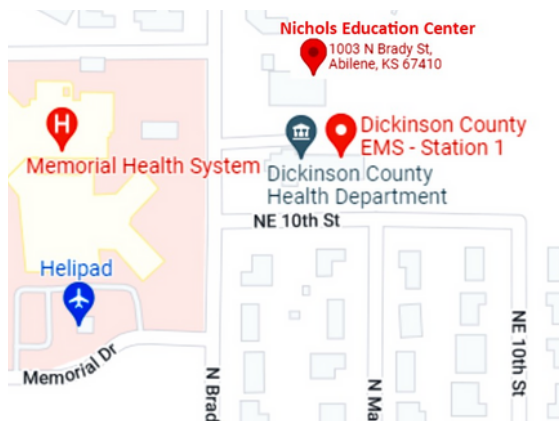 Nichols Education Center
1003 N Brady St,
Abilene, KS 67410
H
Memorial Health System
Dickinson County
EMS - Station 1
Dickinson County
Health Department
NE 10th St
Helipad
Memorial Dr
N Brad
N Ma
NE 10th St